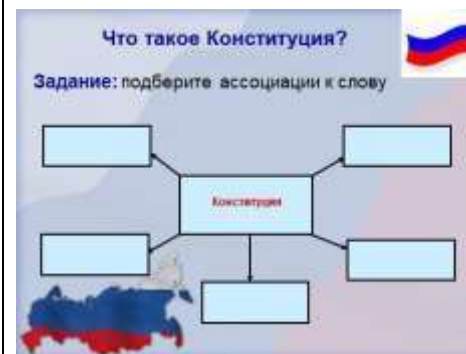 Что такое Конституция?
Задание: подберите ассоциации к слову
Конституция